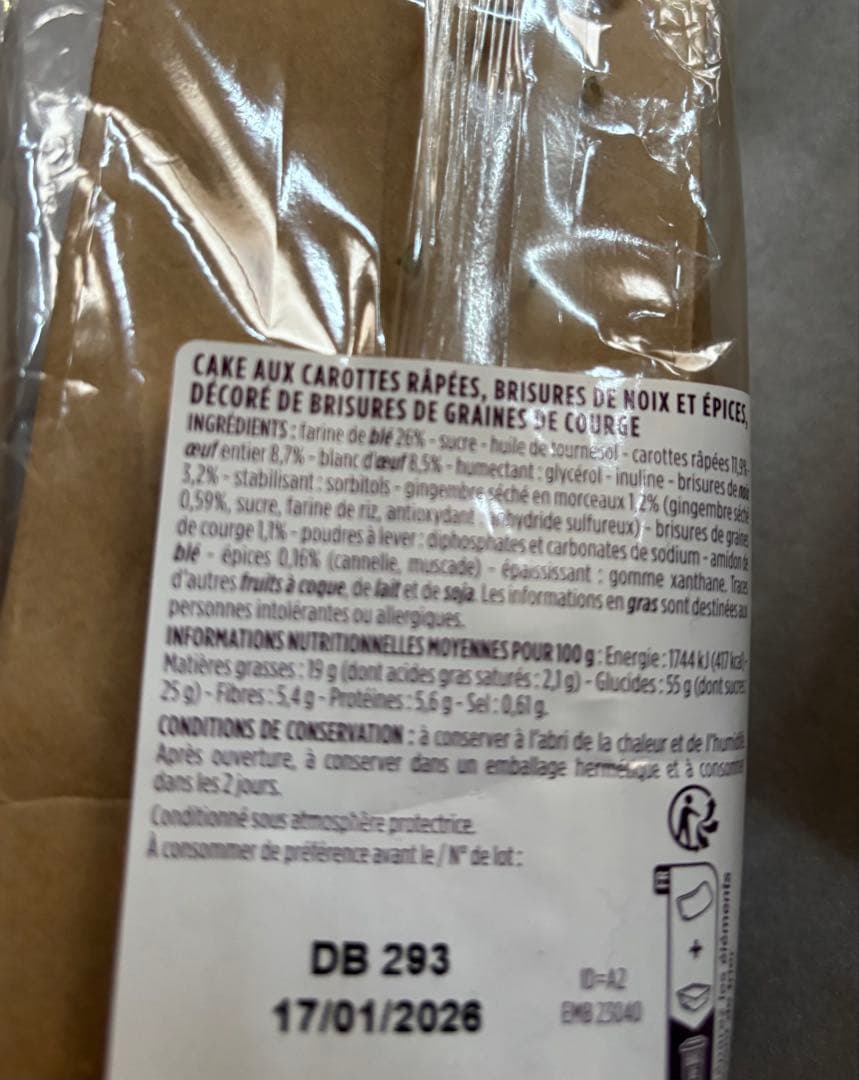 CAKE AUX CAROTTES RÂPÉES, BRISURES DE NOIX ET ÉPICES,
DÉCORÉ DE BRISURES DE GRAINES DE COURGE
INGRÉDIENTS : farine de blé 26% - sucre - huile de tournesol - carottes râpées 11,9% -
œuf entier 8,7% - blanc d'œuf 8,5% - humectant : glycérol - inuline - brisures de noix
3,2% - stabilisant : sorbitols - gingembre séché en morceaux 1,2% (gingembre séché
0,59%, sucre, farine de riz, antioxydant : anhydride sulfureux) - brisures de graines
de courge 1,1% - poudres à lever : diphosphates et carbonates de sodium - amidon de
blé - épices 0,16% (cannelle, muscade) - épaississant : gomme xanthane. Traces
d'autres fruits à coque, de lait et de soja. Les informations en gras sont destinées aux
personnes intolérantes ou allergiques.
INFORMATIONS NUTRITIONNELLES MOYENNES POUR 100 g : Energie : 1744 kJ (417 kcal) -
Matières grasses : 19 g (dont acides gras saturés : 2,1 g) - Glucides : 55 g (dont sucres
25 g) - Fibres : 5,4 g - Protéines : 5,6 g - Sel : 0,61 g.
CONDITIONS DE CONSERVATION : à conserver à l'abri de la chaleur et de l'humidité
Après ouverture, à conserver dans un emballage hermétique et à consommer
dans les 2 jours.
Conditionné sous atmosphère protectrice.
À consommer de préférence avant le / N° de lot :
FR
+
DB 293
17/01/2026
ID=A2
EMB 23040